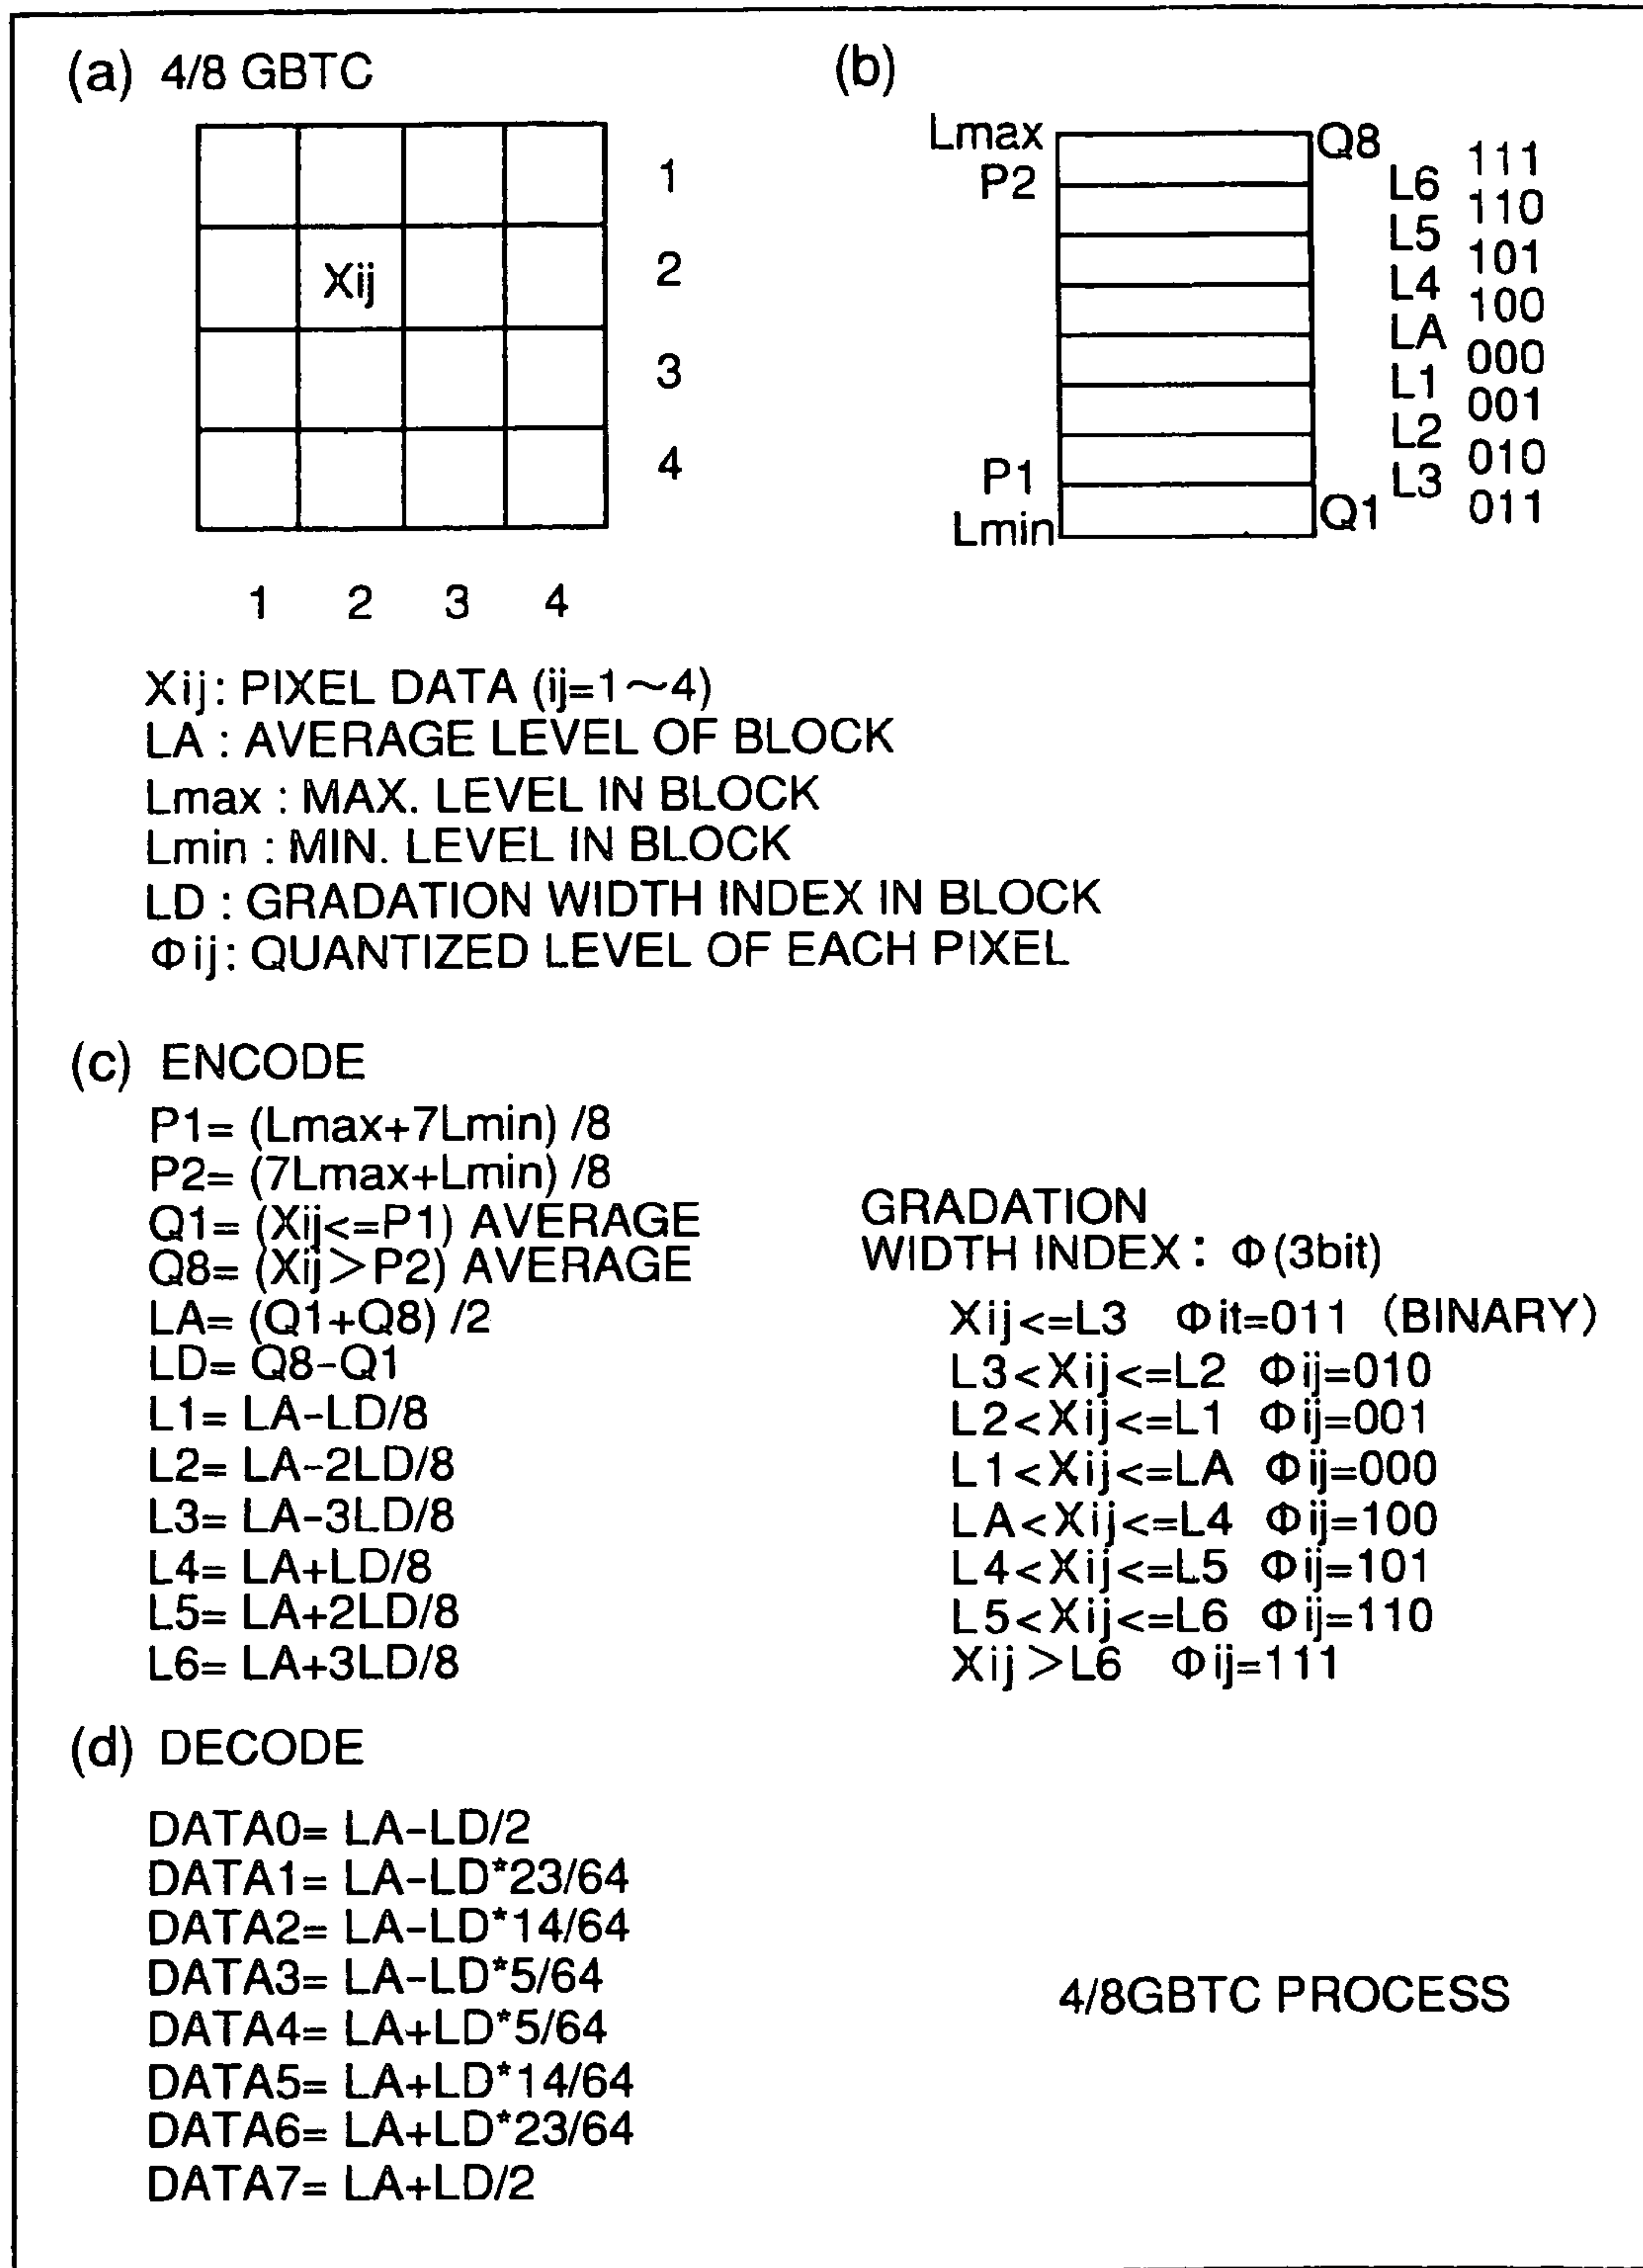 (a) 4/8 GBTC
Xij
1
2
3
4
1 2 3 4
(b)
Lmax
P2
P1
Lmin
Q8
L6
L5
L4
LA
L1
L2
L3
Q1
111
110
101
100
000
001
010
011
Xij: PIXEL DATA (ij=1~4)
LA : AVERAGE LEVEL OF BLOCK
Lmax : MAX. LEVEL IN BLOCK
Lmin : MIN. LEVEL IN BLOCK
LD : GRADATION WIDTH INDEX IN BLOCK
Φij: QUANTIZED LEVEL OF EACH PIXEL
(c) ENCODE
P1= (Lmax+7Lmin) /8
P2= (7Lmax+Lmin) /8
Q1= (Xij<=P1) AVERAGE
Q8= (Xij>P2) AVERAGE
LA= (Q1+Q8) /2
LD= Q8-Q1
L1= LA-LD/8
L2= LA-2LD/8
L3= LA-3LD/8
L4= LA+LD/8
L5= LA+2LD/8
L6= LA+3LD/8
GRADATION
WIDTH INDEX: Φ(3bit)
Xij<=L3 Φit=011 (BINARY)
L3<Xij<=L2 Φij=010
L2<Xij<=L1 Φij=001
L1<Xij<=LA Φij=000
LA<Xij<=L4 Φij=100
L4<Xij<=L5 Φij=101
L5<Xij<=L6 Φij=110
Xij>L6 Φij=111
(d) DECODE
DATA0= LA-LD/2
DATA1= LA-LD*23/64
DATA2= LA-LD*14/64
DATA3= LA-LD*5/64
DATA4= LA+LD*5/64
DATA5= LA+LD*14/64
DATA6= LA+LD*23/64
DATA7= LA+LD/2
4/8GBTC PROCESS